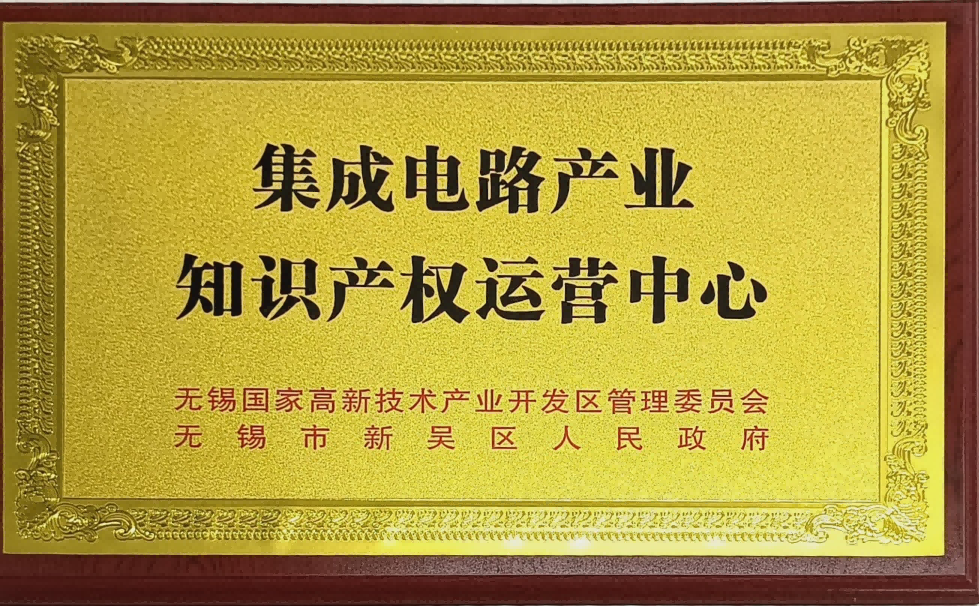 集成电路产业
知识产权运营中心
无锡国家高新技术产业开发区管理委员会
无锡市新吴区人民政府